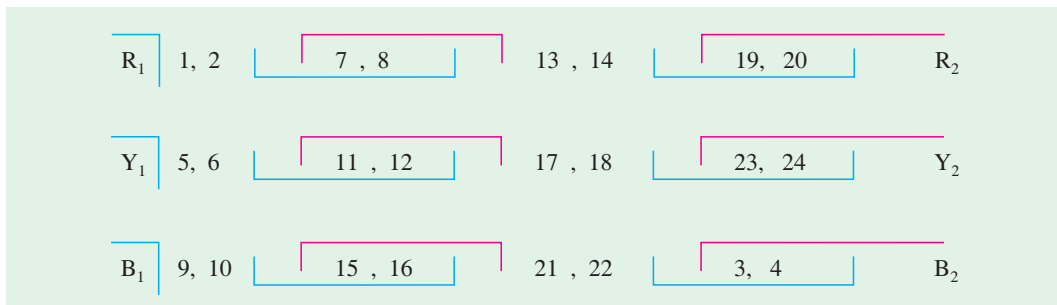 R₁ 1, 2 7 , 8 13 , 14 19, 20 R₂
Y₁ 5, 6 11 , 12 17 , 18 23, 24 Y₂
B₁ 9, 10 15 , 16 21 , 22 3, 4 B₂